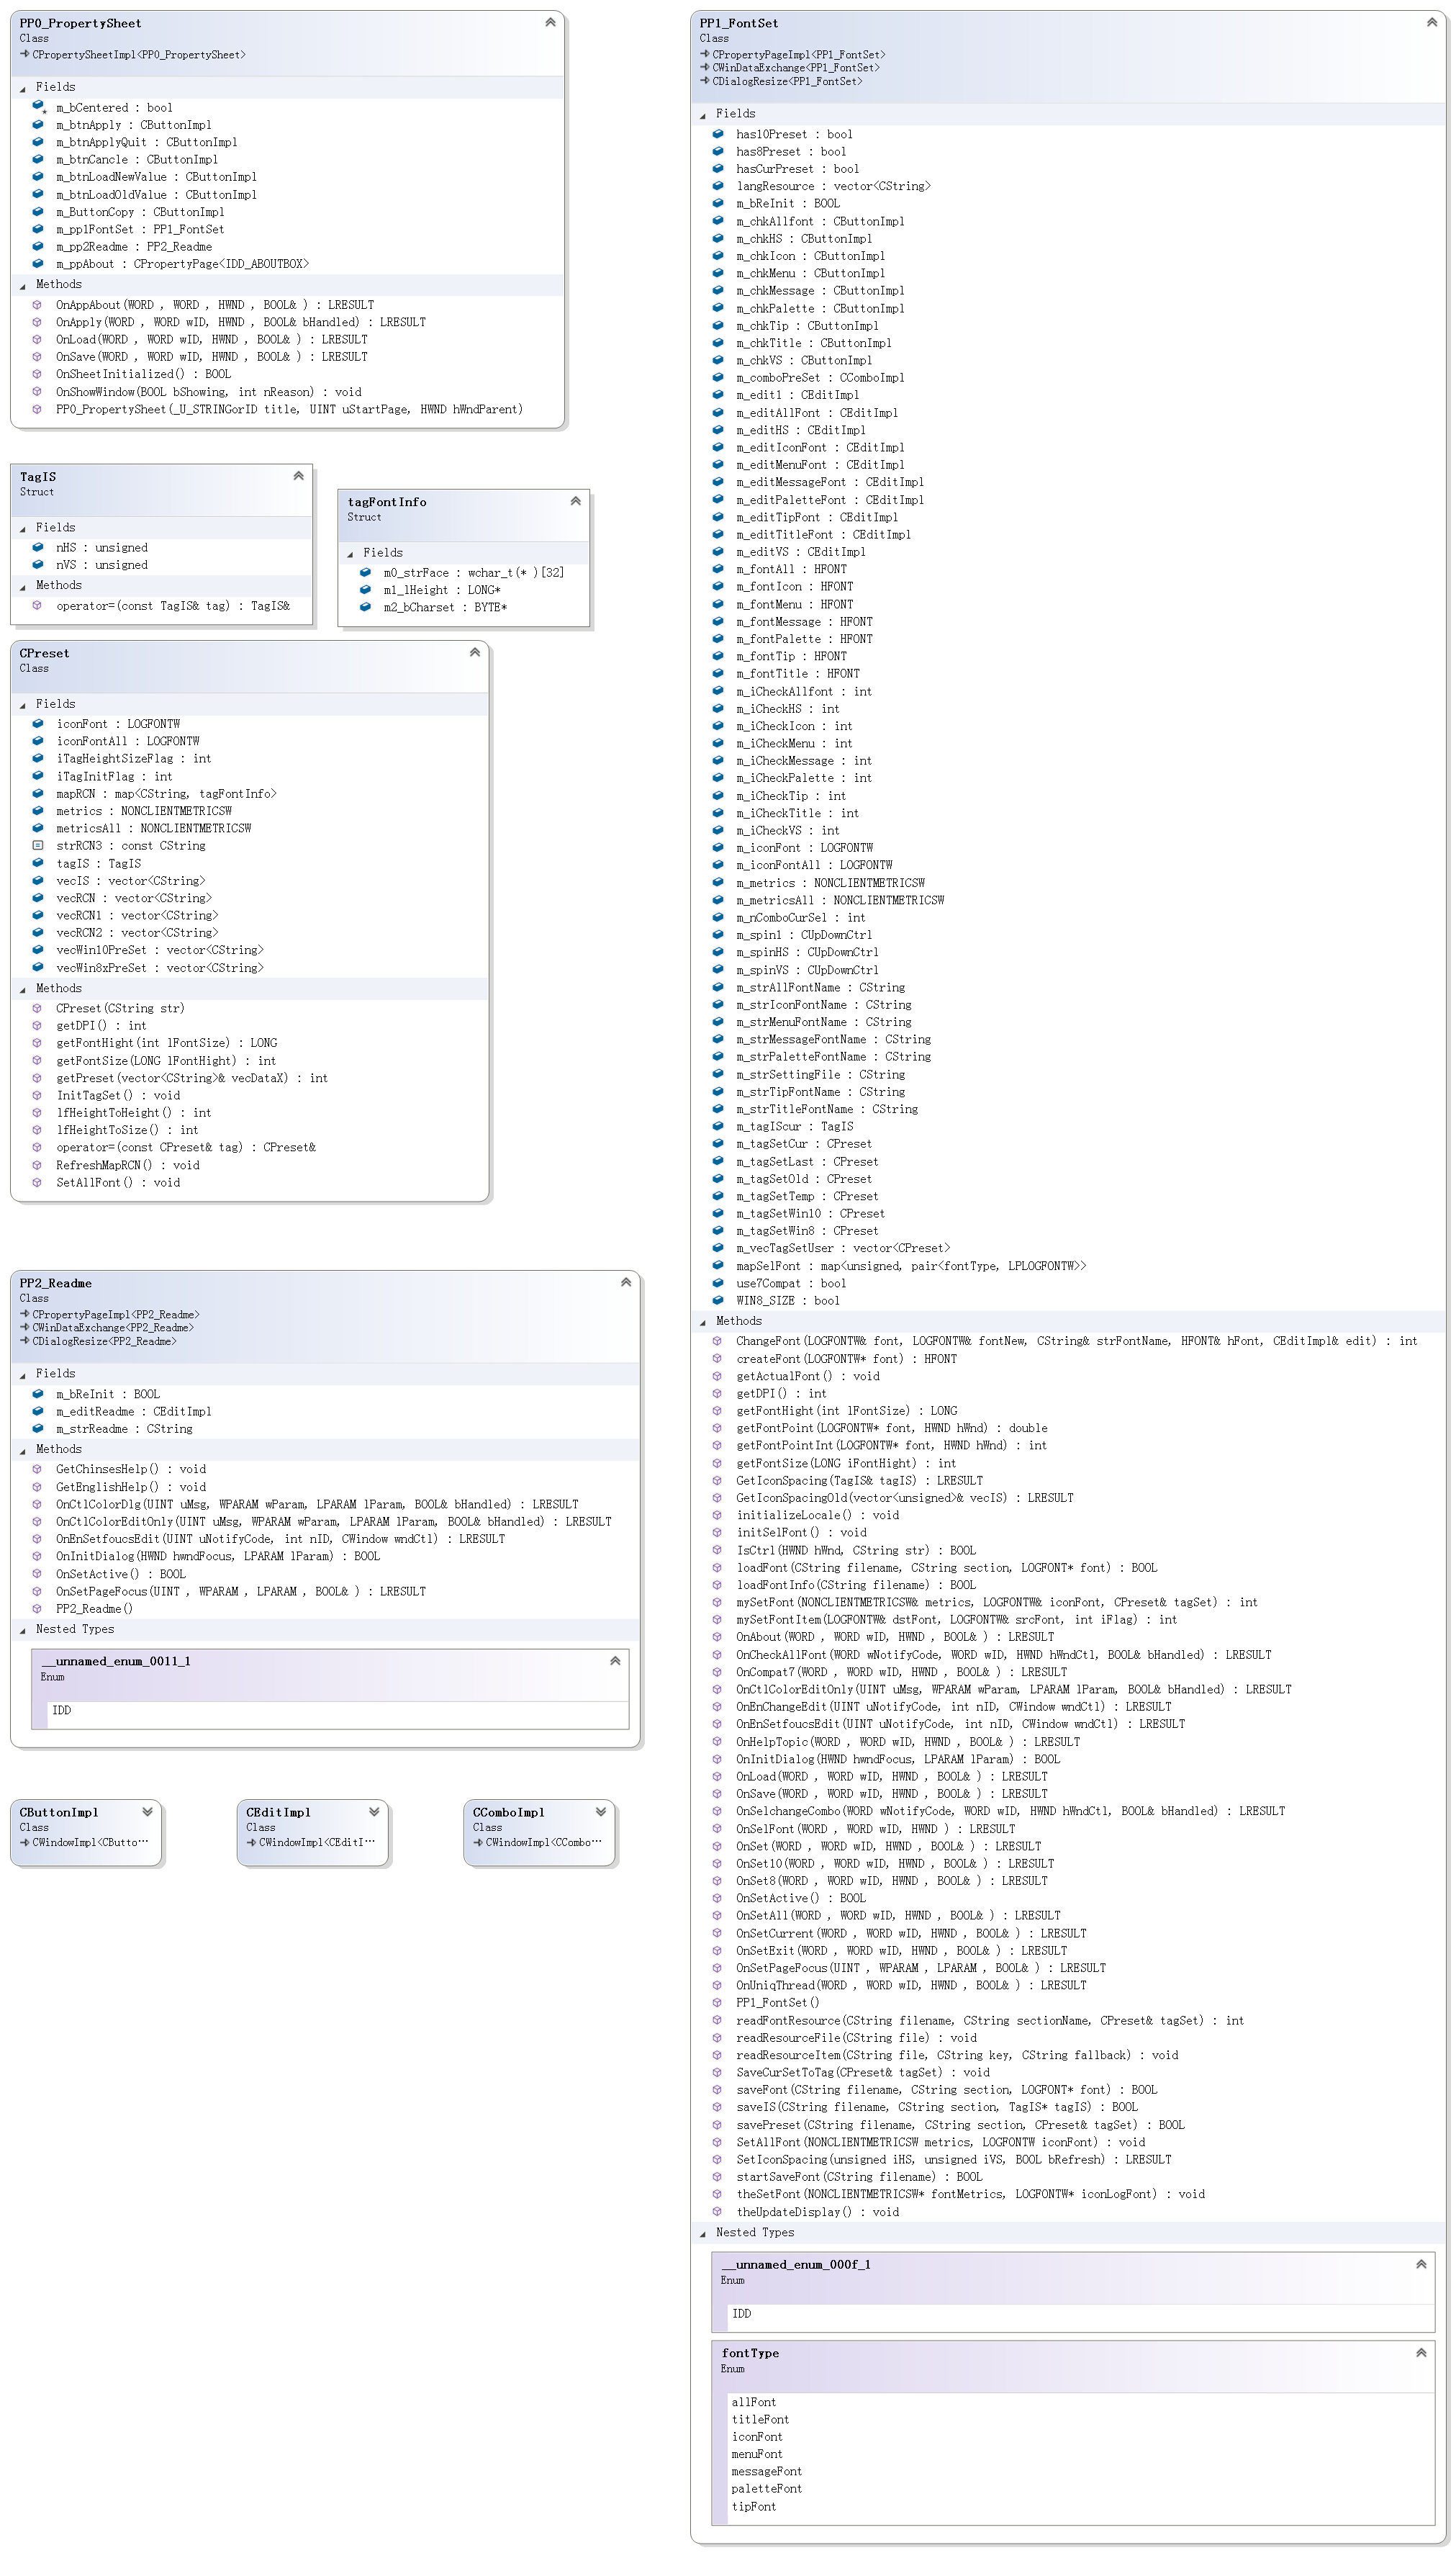 PP0_PropertySheet
Class
CPropertySheetImpl<PP0_PropertySheet>
Fields
m_bCentered : bool
m_btnApply : CButtonImpl
m_btnApplyQuit : CButtonImpl
m_btnCancle : CButtonImpl
m_btnLoadNewValue : CButtonImpl
m_btnLoadOldValue : CButtonImpl
m_ButtonCopy : CButtonImpl
m_pp1FontSet : PP1_FontSet
m_pp2Readme : PP2_Readme
m_ppAbout : CPropertyPage<IDD_ABOUTBOX>
Methods
OnAppAbout(WORD , WORD , HWND , BOOL& ) : LRESULT
OnApply(WORD , WORD wID, HWND , BOOL& bHandled) : LRESULT
OnLoad(WORD , WORD wID, HWND , BOOL& ) : LRESULT
OnSave(WORD , WORD wID, HWND , BOOL& ) : LRESULT
OnSheetInitialized() : BOOL
OnShowWindow(BOOL bShowing, int nReason) : void
PP0_PropertySheet(_U_STRINGorID title, UINT uStartPage, HWND hWndParent)
TagIS
Struct
Fields
nHS : unsigned
nVS : unsigned
Methods
operator=(const TagIS& tag) : TagIS&
tagFontInfo
Struct
Fields
m0_strFace : wchar_t(* )[32]
m1_lHeight : LONG*
m2_bCharset : BYTE*
CPreset
Class
Fields
iconFont : LOGFONTW
iconFontAll : LOGFONTW
iTagHeightSizeFlag : int
iTagInitFlag : int
mapRCN : map<CString, tagFontInfo>
metrics : NONCLIENTMETRICSW
metricsAll : NONCLIENTMETRICSW
strRCN3 : const CString
tagIS : TagIS
vecIS : vector<CString>
vecRCN : vector<CString>
vecRCN1 : vector<CString>
vecRCN2 : vector<CString>
vecWin10PreSet : vector<CString>
vecWin8xPreSet : vector<CString>
Methods
CPreset(CString str)
getDPI() : int
getFontHight(int lFontSize) : LONG
getFontSize(LONG lFontHight) : int
getPreset(vector<CString>& vecDataX) : int
InitTagSet() : void
lfHeightToHeight() : int
lfHeightToSize() : int
operator=(const CPreset& tag) : CPreset&
RefreshMapRCN() : void
SetAllFont() : void
PP2_Readme
Class
CPropertyPageImpl<PP2_Readme>
CWinDataExchange<PP2_Readme>
CDialogResize<PP2_Readme>
Fields
m_bReInit : BOOL
m_editReadme : CEditImpl
m_strReadme : CString
Methods
GetChinsesHelp() : void
GetEnglishHelp() : void
OnCtlColorDlg(UINT uMsg, WPARAM wParam, LPARAM lParam, BOOL& bHandled) : LRESULT
OnCtlColorEditOnly(UINT uMsg, WPARAM wParam, LPARAM lParam, BOOL& bHandled) : LRESULT
OnEnSetfoucsEdit(UINT uNotifyCode, int nID, CWindow wndCtl) : LRESULT
OnInitDialog(HWND hwndFocus, LPARAM lParam) : BOOL
OnSetActive() : BOOL
OnSetPageFocus(UINT , WPARAM , LPARAM , BOOL& ) : LRESULT
PP2_Readme()
Nested Types
__unnamed_enum_0011_1
Enum
IDD
CButtonImpl
Class
CWindowImpl<CButto···
CEditImpl
Class
CWindowImpl<CEditI···
CComboImpl
Class
CWindowImpl<CCombo···
PP1_FontSet
Class
CPropertyPageImpl<PP1_FontSet>
CWinDataExchange<PP1_FontSet>
CDialogResize<PP1_FontSet>
Fields
has10Preset : bool
has8Preset : bool
hasCurPreset : bool
langResource : vector<CString>
m_bReInit : BOOL
m_chkAllfont : CButtonImpl
m_chkHS : CButtonImpl
m_chkIcon : CButtonImpl
m_chkMenu : CButtonImpl
m_chkMessage : CButtonImpl
m_chkPalette : CButtonImpl
m_chkTip : CButtonImpl
m_chkTitle : CButtonImpl
m_chkVS : CButtonImpl
m_comboPreSet : CComboImpl
m_edit1 : CEditImpl
m_editAllFont : CEditImpl
m_editHS : CEditImpl
m_editIconFont : CEditImpl
m_editMenuFont : CEditImpl
m_editMessageFont : CEditImpl
m_editPaletteFont : CEditImpl
m_editTipFont : CEditImpl
m_editTitleFont : CEditImpl
m_editVS : CEditImpl
m_fontAll : HFONT
m_fontIcon : HFONT
m_fontMenu : HFONT
m_fontMessage : HFONT
m_fontPalette : HFONT
m_fontTip : HFONT
m_fontTitle : HFONT
m_iCheckAllfont : int
m_iCheckHS : int
m_iCheckIcon : int
m_iCheckMenu : int
m_iCheckMessage : int
m_iCheckPalette : int
m_iCheckTip : int
m_iCheckTitle : int
m_iCheckVS : int
m_iconFont : LOGFONTW
m_iconFontAll : LOGFONTW
m_metrics : NONCLIENTMETRICSW
m_metricsAll : NONCLIENTMETRICSW
m_nComboCurSel : int
m_spin1 : CUpDownCtrl
m_spinHS : CUpDownCtrl
m_spinVS : CUpDownCtrl
m_strAllFontName : CString
m_strIconFontName : CString
m_strMenuFontName : CString
m_strMessageFontName : CString
m_strPaletteFontName : CString
m_strSettingFile : CString
m_strTipFontName : CString
m_strTitleFontName : CString
m_tagIScur : TagIS
m_tagSetCur : CPreset
m_tagSetLast : CPreset
m_tagSetOld : CPreset
m_tagSetTemp : CPreset
m_tagSetWin10 : CPreset
m_tagSetWin8 : CPreset
m_vecTagSetUser : vector<CPreset>
mapSelFont : map<unsigned, pair<fontType, LPLOGFONTW>>
use7Compat : bool
WIN8_SIZE : bool
Methods
ChangeFont(LOGFONTW& font, LOGFONTW& fontNew, CString& strFontName, HFONT& hFont, CEditImpl& edit) : int
createFont(LOGFONTW* font) : HFONT
getActualFont() : void
getDPI() : int
getFontHight(int lFontSize) : LONG
getFontPoint(LOGFONTW* font, HWND hWnd) : double
getFontPointInt(LOGFONTW* font, HWND hWnd) : int
getFontSize(LONG iFontHight) : int
GetIconSpacing(TagIS& tagIS) : LRESULT
GetIconSpacingOld(vector<unsigned>& vecIS) : LRESULT
initializeLocale() : void
initSelFont() : void
IsCtrl(HWND hWnd, CString str) : BOOL
loadFont(CString filename, CString section, LOGFONT* font) : BOOL
loadFontInfo(CString filename) : BOOL
mySetFont(NONCLIENTMETRICSW& metrics, LOGFONTW& iconFont, CPreset& tagSet) : int
mySetFontItem(LOGFONTW& dstFont, LOGFONTW& srcFont, int iFlag) : int
OnAbout(WORD , WORD wID, HWND , BOOL& ) : LRESULT
OnCheckAllFont(WORD wNotifyCode, WORD wID, HWND hWndCtl, BOOL& bHandled) : LRESULT
OnCompat7(WORD , WORD wID, HWND , BOOL& ) : LRESULT
OnCtlColorEditOnly(UINT uMsg, WPARAM wParam, LPARAM lParam, BOOL& bHandled) : LRESULT
OnEnChangeEdit(UINT uNotifyCode, int nID, CWindow wndCtl) : LRESULT
OnEnSetfoucsEdit(UINT uNotifyCode, int nID, CWindow wndCtl) : LRESULT
OnHelpTopic(WORD , WORD wID, HWND , BOOL& ) : LRESULT
OnInitDialog(HWND hwndFocus, LPARAM lParam) : BOOL
OnLoad(WORD , WORD wID, HWND , BOOL& ) : LRESULT
OnSave(WORD , WORD wID, HWND , BOOL& ) : LRESULT
OnSelchangeCombo(WORD wNotifyCode, WORD wID, HWND hWndCtl, BOOL& bHandled) : LRESULT
OnSelFont(WORD , WORD wID, HWND ) : LRESULT
OnSet(WORD , WORD wID, HWND , BOOL& ) : LRESULT
OnSet10(WORD , WORD wID, HWND , BOOL& ) : LRESULT
OnSet8(WORD , WORD wID, HWND , BOOL& ) : LRESULT
OnSetActive() : BOOL
OnSetAll(WORD , WORD wID, HWND , BOOL& ) : LRESULT
OnSetCurrent(WORD , WORD wID, HWND , BOOL& ) : LRESULT
OnSetExit(WORD , WORD wID, HWND , BOOL& ) : LRESULT
OnSetPageFocus(UINT , WPARAM , LPARAM , BOOL& ) : LRESULT
OnUniqThread(WORD , WORD wID, HWND , BOOL& ) : LRESULT
PP1_FontSet()
readFontResource(CString filename, CString sectionName, CPreset& tagSet) : int
readResourceFile(CString file) : void
readResourceItem(CString file, CString key, CString fallback) : void
SaveCurSetToTag(CPreset& tagSet) : void
saveFont(CString filename, CString section, LOGFONT* font) : BOOL
saveIS(CString filename, CString section, TagIS* tagIS) : BOOL
savePreset(CString filename, CString section, CPreset& tagSet) : BOOL
SetAllFont(NONCLIENTMETRICSW metrics, LOGFONTW iconFont) : void
SetIconSpacing(unsigned iHS, unsigned iVS, BOOL bRefresh) : LRESULT
startSaveFont(CString filename) : BOOL
theSetFont(NONCLIENTMETRICSW* fontMetrics, LOGFONTW* iconLogFont) : void
theUpdateDisplay() : void
Nested Types
__unnamed_enum_000f_1
Enum
IDD
fontType
Enum
allFont
titleFont
iconFont
menuFont
messageFont
paletteFont
tipFont